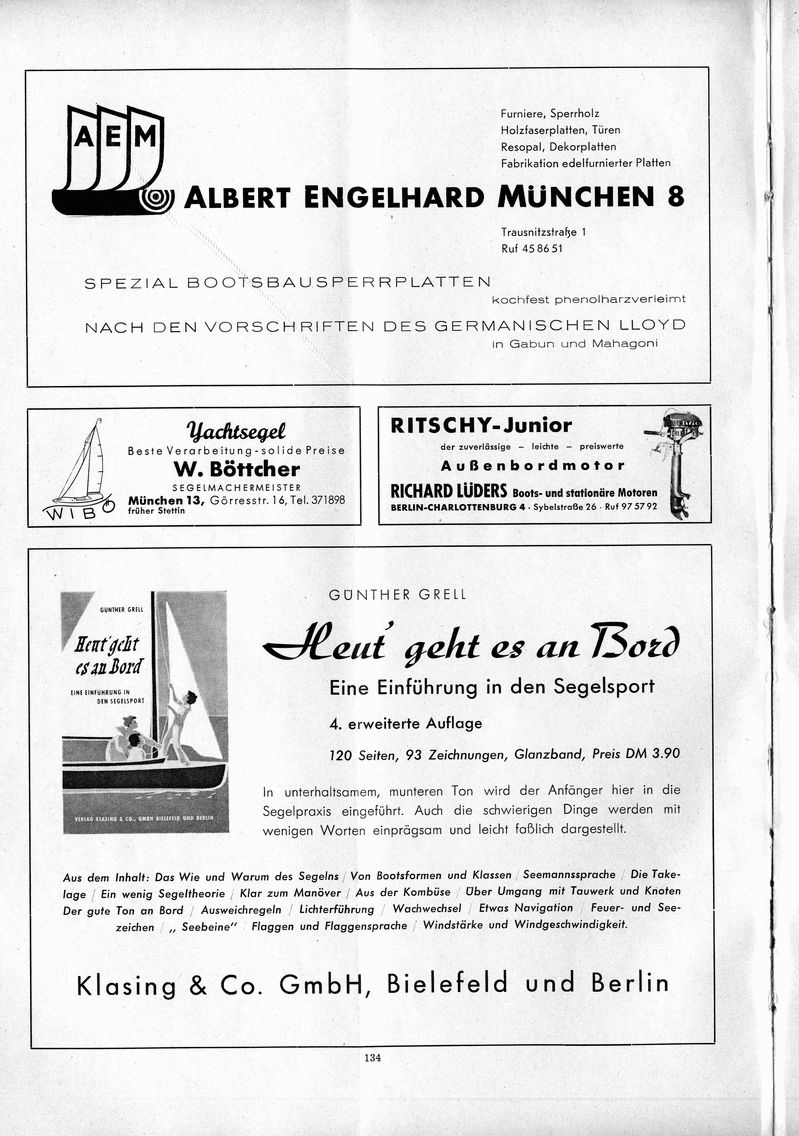 AEM
Furniere, Sperrholz
Holzfaserplatten, Türen
Resopal, Dekorplatten
Fabrikation edelfurnierter Platten
ALBERT ENGELHARD MÜNCHEN 8
Trausnitzstraße 1
Ruf 45 86 51
SPEZIAL BOOTSBAUSPERRPLATTEN
kochfest phenolharzverleimt
NACH DEN VORSCHRIFTEN DES GERMANISCHEN LLOYD
in Gabun und Mahagoni
WIBÖ
Yachtsegel
Beste Verarbeitung - solide Preise
W. Böttcher
SEGELMACHERMEISTER
München 13, Görresstr. 16, Tel. 371898
früher Stettin
RITSCHY-Junior
der zuverlässige – leichte – preiswerte
Außenbordmotor
RICHARD LÜDERS Boots- und stationäre Motoren
BERLIN-CHARLOTTENBURG 4 · Sybelstraße 26 · Ruf 97 57 92
GÜNTHER GRELL
Heut' geht
es an Bord
EINE EINFÜHRUNG IN
DEN SEGELSPORT
VERLAG KLASING & CO., GMBH BIELEFELD UND BERLIN
GÜNTHER GRELL
Heut' geht es an Bord
Eine Einführung in den Segelsport
4. erweiterte Auflage
120 Seiten, 93 Zeichnungen, Glanzband, Preis DM 3.90
In unterhaltsamem, munteren Ton wird der Anfänger hier in die
Segelpraxis eingeführt. Auch die schwierigen Dinge werden mit
wenigen Worten einprägsam und leicht faßlich dargestellt.
Aus dem Inhalt: Das Wie und Warum des Segelns / Von Bootsformen und Klassen / Seemannssprache / Die Take-
lage / Ein wenig Segeltheorie / Klar zum Manöver / Aus der Kombüse / Über Umgang mit Tauwerk und Knoten
Der gute Ton an Bord / Ausweichregeln / Lichterführung / Wachwechsel / Etwas Navigation / Feuer- und See-
zeichen / „ Seebeine" Flaggen und Flaggensprache / Windstärke und Windgeschwindigkeit.
Klasing & Co. GmbH, Bielefeld und Berlin
134